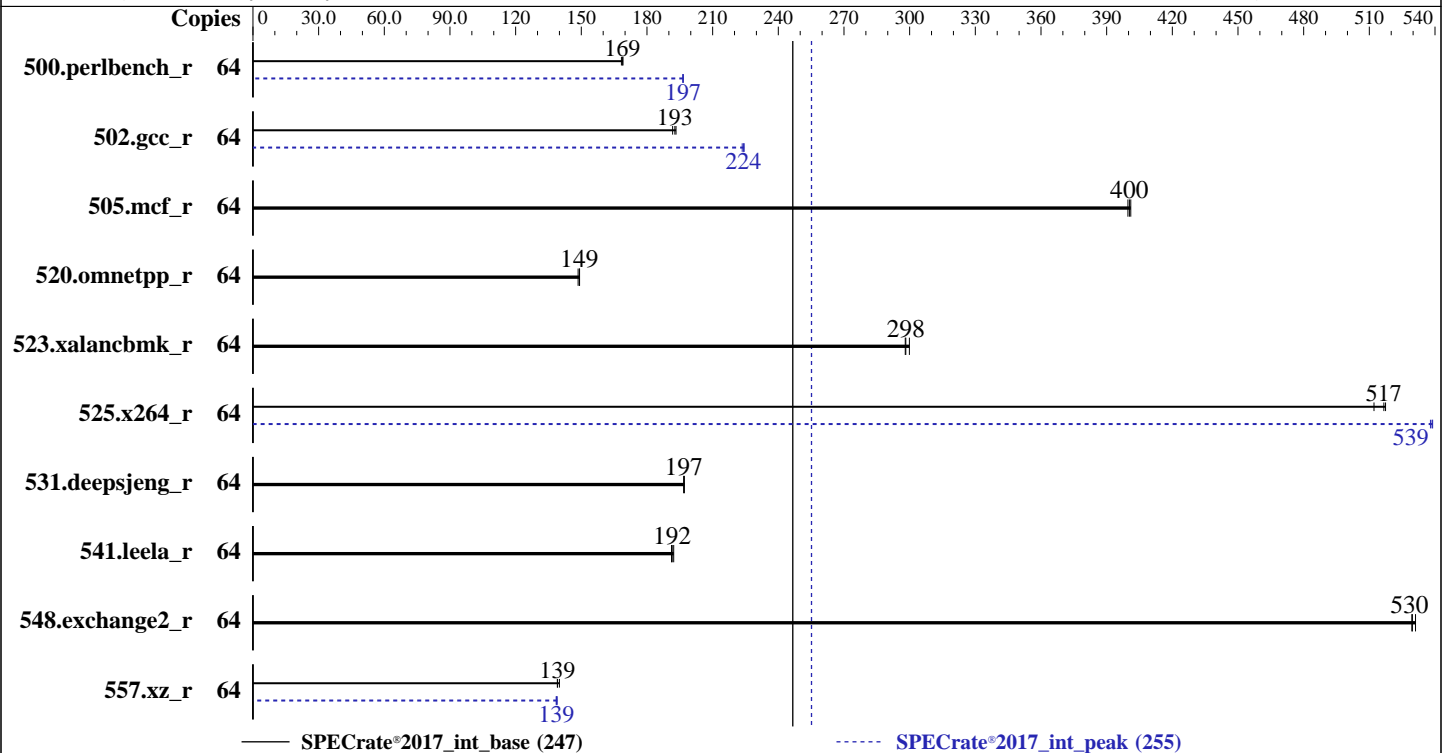 Copies 0 30.0 60.0 90.0 120 150 180 210 240 270 300 330 360 390 420 450 480 510 540
500.perlbench_r 64 169
197
502.gcc_r 64 193
224
505.mcf_r 64 400
520.omnetpp_r 64 149
523.xalancbmk_r 64 298
525.x264_r 64 517
539
531.deepsjeng_r 64 197
541.leela_r 64 192
548.exchange2_r 64 530
557.xz_r 64 139
139
SPECrate®2017_int_base (247) SPECrate®2017_int_peak (255)